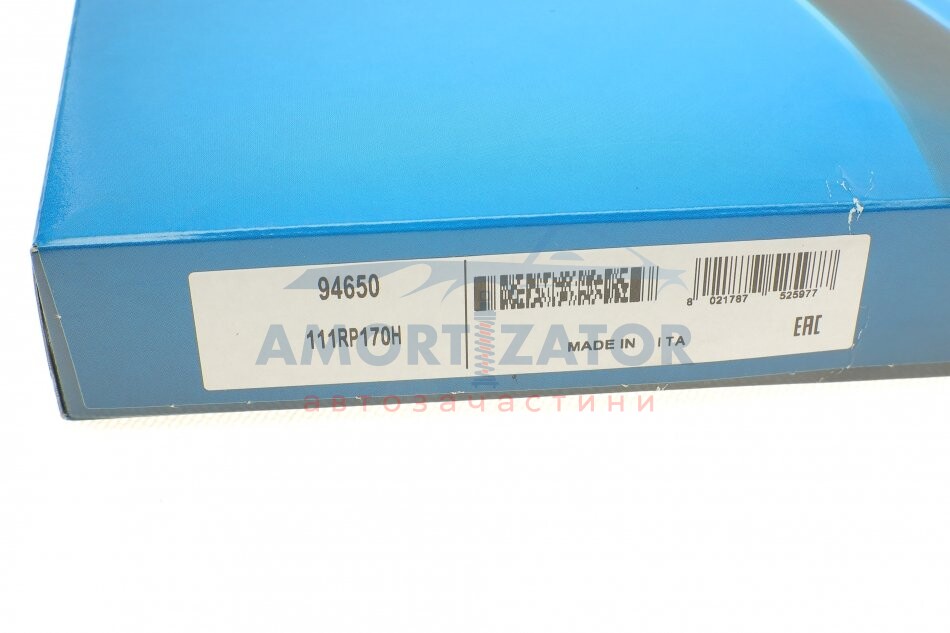 94650
111RP170H
8 021787 525977
MADE IN ITA
EAC
AMORTIZATOR
автозачастини